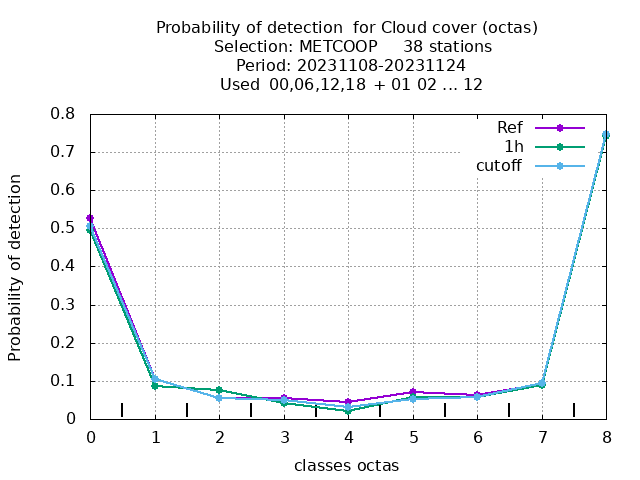 Probability of detection  for Cloud cover (octas)
Selection: METCOOP     38 stations
Period: 20231108-20231124
Used  00,06,12,18  + 01 02 ... 12
Ref
1h
cutoff
Probability of detection
0.8
0.7
0.6
0.5
0.4
0.3
0.2
0.1
0
0 1 2 3 4 5 6 7 8
classes octas